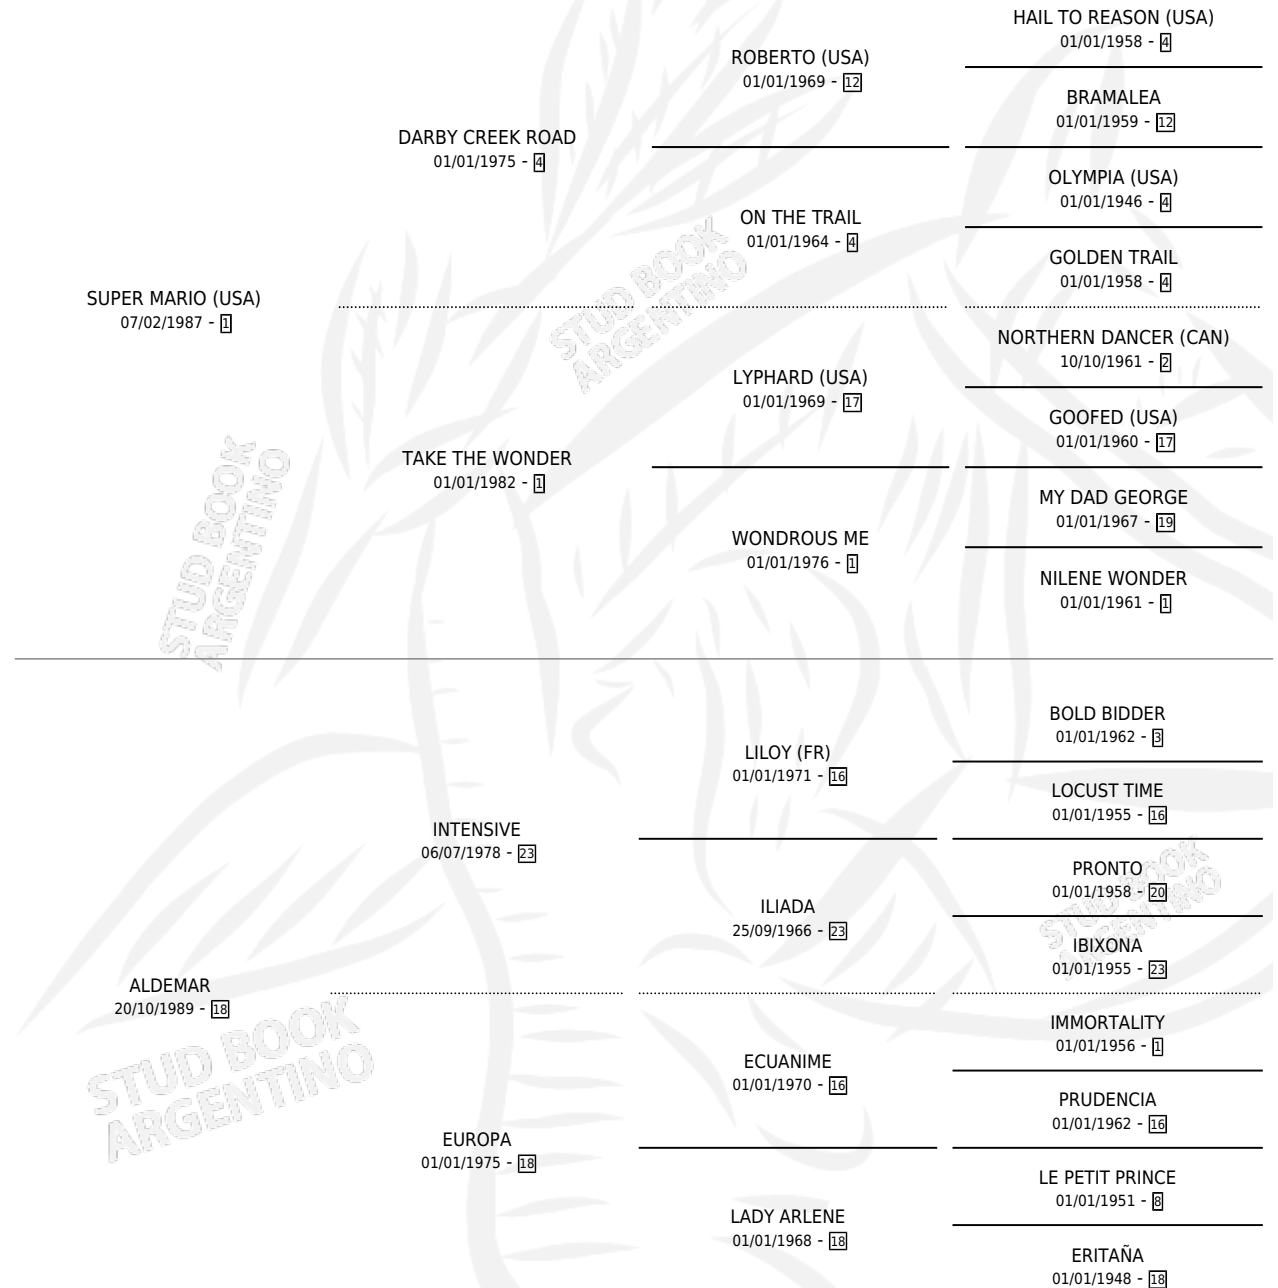 HAIL TO REASON (USA)
01/01/1958 - 4
ROBERTO (USA)
01/01/1969 - 12
BRAMALEA
01/01/1959 - 12
DARBY CREEK ROAD
01/01/1975 - 4
OLYMPIA (USA)
01/01/1946 - 4
ON THE TRAIL
01/01/1964 - 4
GOLDEN TRAIL
01/01/1958 - 4
SUPER MARIO (USA)
07/02/1987 - 1
NORTHERN DANCER (CAN)
10/10/1961 - 2
LYPHARD (USA)
01/01/1969 - 17
GOOFED (USA)
01/01/1960 - 17
TAKE THE WONDER
01/01/1982 - 1
MY DAD GEORGE
01/01/1967 - 19
WONDROUS ME
01/01/1976 - 1
NILENE WONDER
01/01/1961 - 1
BOLD BIDDER
01/01/1962 - 3
LILOY (FR)
01/01/1971 - 16
LOCUST TIME
01/01/1955 - 16
INTENSIVE
06/07/1978 - 23
PRONTO
01/01/1958 - 20
ILIADA
25/09/1966 - 23
IBIXONA
01/01/1955 - 23
ALDEMAR
20/10/1989 - 18
IMMORTALITY
01/01/1956 - 1
ECUANIME
01/01/1970 - 16
PRUDENCIA
01/01/1962 - 16
EUROPA
01/01/1975 - 18
LE PETIT PRINCE
01/01/1951 - 8
LADY ARLENE
01/01/1968 - 18
ERITAÑA
01/01/1948 - 18
STUD BOOK
ARGENTINO
STUD BOOK
ARGENTINO
STUD BOOK
ARGENTINO
STUD BOOK
ARGENTINO